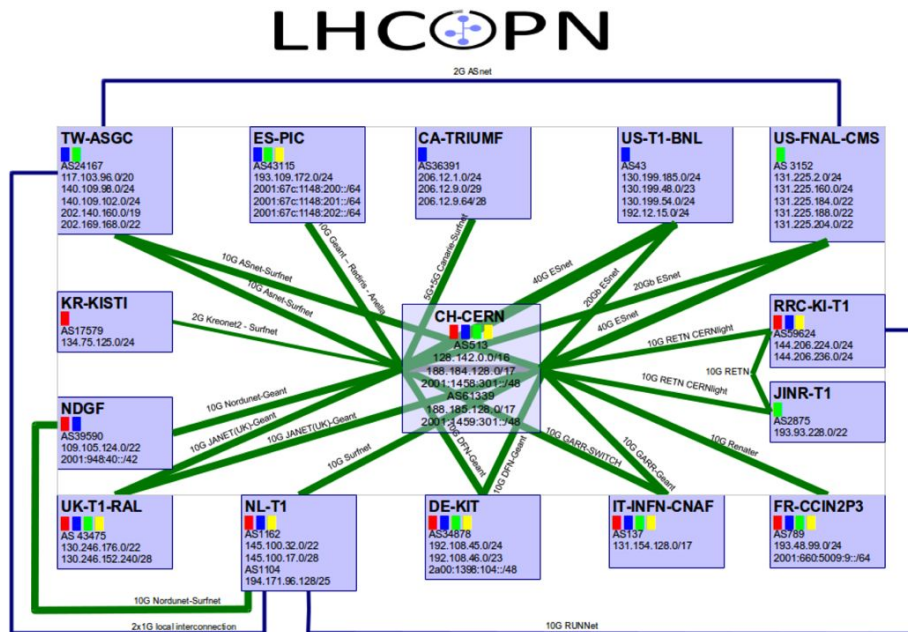 LHCOPN
2G ASnet
TW-ASGC
AS24167
117.103.96.0/20
140.109.98.0/24
140.109.102.0/24
202.140.160.0/19
202.169.168.0/22
ES-PIC
AS43115
193.109.172.0/24
2001:67c:1148:200::/64
2001:67c:1148:201::/64
2001:67c:1148:202::/64
CA-TRIUMF
AS36391
206.12.1.0/24
206.12.9.0/29
206.12.9.64/28
US-T1-BNL
AS43
130.199.185.0/24
130.199.48.0/23
130.199.54.0/24
192.12.15.0/24
US-FNAL-CMS
AS 3152
131.225.2.0/24
131.225.160.0/24
131.225.184.0/22
131.225.188.0/22
131.225.204.0/22
10G ASnet-Surfnet
10G Asnet-Surfnet
10G Geant – Rediris - Anella
5G+5G Canarie-Surfnet
40G ESnet
20Gb ESnet
20Gb ESnet
40G ESnet
KR-KISTI
AS17579
134.75.125.0/24
2G Kreonet2 - Surfnet
CH-CERN
AS513
128.142.0.0/16
188.184.128.0/17
2001:1458:301::/48
AS61339
188.185.128.0/17
2001:1459:301::/48
RRC-KI-T1
AS59624
144.206.224.0/24
144.206.236.0/24
10G RETN CERNlight
10G RETN
10G RETN CERNlight
JINR-T1
AS2875
193.93.228.0/22
NDGF
AS39590
109.105.124.0/22
2001:948:40::/42
10G Nordunet-Geant
10G JANET(UK)-Geant
10G JANET(UK)-Geant
10G Surfnet
10G DFN-Geant
10G DFN-Geant
10G GARR-SWITCH
10G GARR-Geant
10G Renater
UK-T1-RAL
AS 43475
130.246.176.0/22
130.246.152.240/28
NL-T1
AS1162
145.100.32.0/22
145.100.17.0/28
AS1104
194.171.96.128/25
DE-KIT
AS34878
192.108.45.0/24
192.108.46.0/23
2a00:1398:104::/48
IT-INFN-CNAF
AS137
131.154.128.0/17
FR-CCIN2P3
AS789
193.48.99.0/24
2001:660:5009:9::/64
10G Nordunet-Surfnet
2x1G local interconnection
10G RUNNet